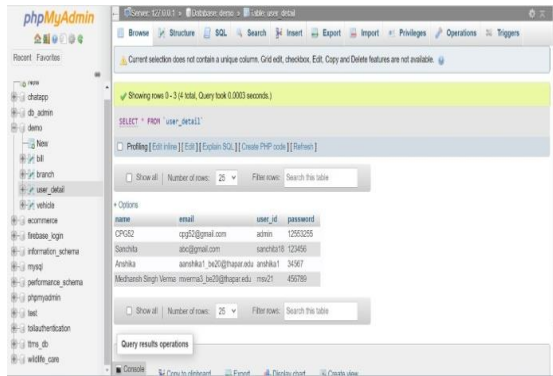 phpMyAdmin
Recent Favorites
New
chatapp
db_admin
demo
New
bill
branch
user_detail
vehicle
ecommerce
firebase_login
information_schema
mysql
performance_schema
phpmyadmin
test
toilauthentication
ttms_db
wildlife_care
Server: 127.0.0.1 » Database: demo » Table: user_detail
Browse Structure SQL Search Insert Export Import Privileges Operations Triggers
Current selection does not contain a unique column. Grid edit, checkbox, Edit, Copy and Delete features are not available.
Showing rows 0 - 3 (4 total, Query took 0.0003 seconds.)
SELECT * FROM `user_detail`
Profiling [ Edit inline ] [ Edit ] [ Explain SQL ] [ Create PHP code ] [ Refresh ]
Show all Number of rows: 25 Filter rows: Search this table
+ Options
name email user_id password
CPG52 cpg52@gmail.com admin 12553255
Sanchita abc@gmail.com sanchita18 123456
Anshika aanshika1_be20@thapar.edu anshika1 34567
Medhansh Singh Verma mverma3_be20@thapar.edu msv21 456789
Show all Number of rows: 25 Filter rows: Search this table
Query results operations
Console Copy to clipboard Export Display chart Create view